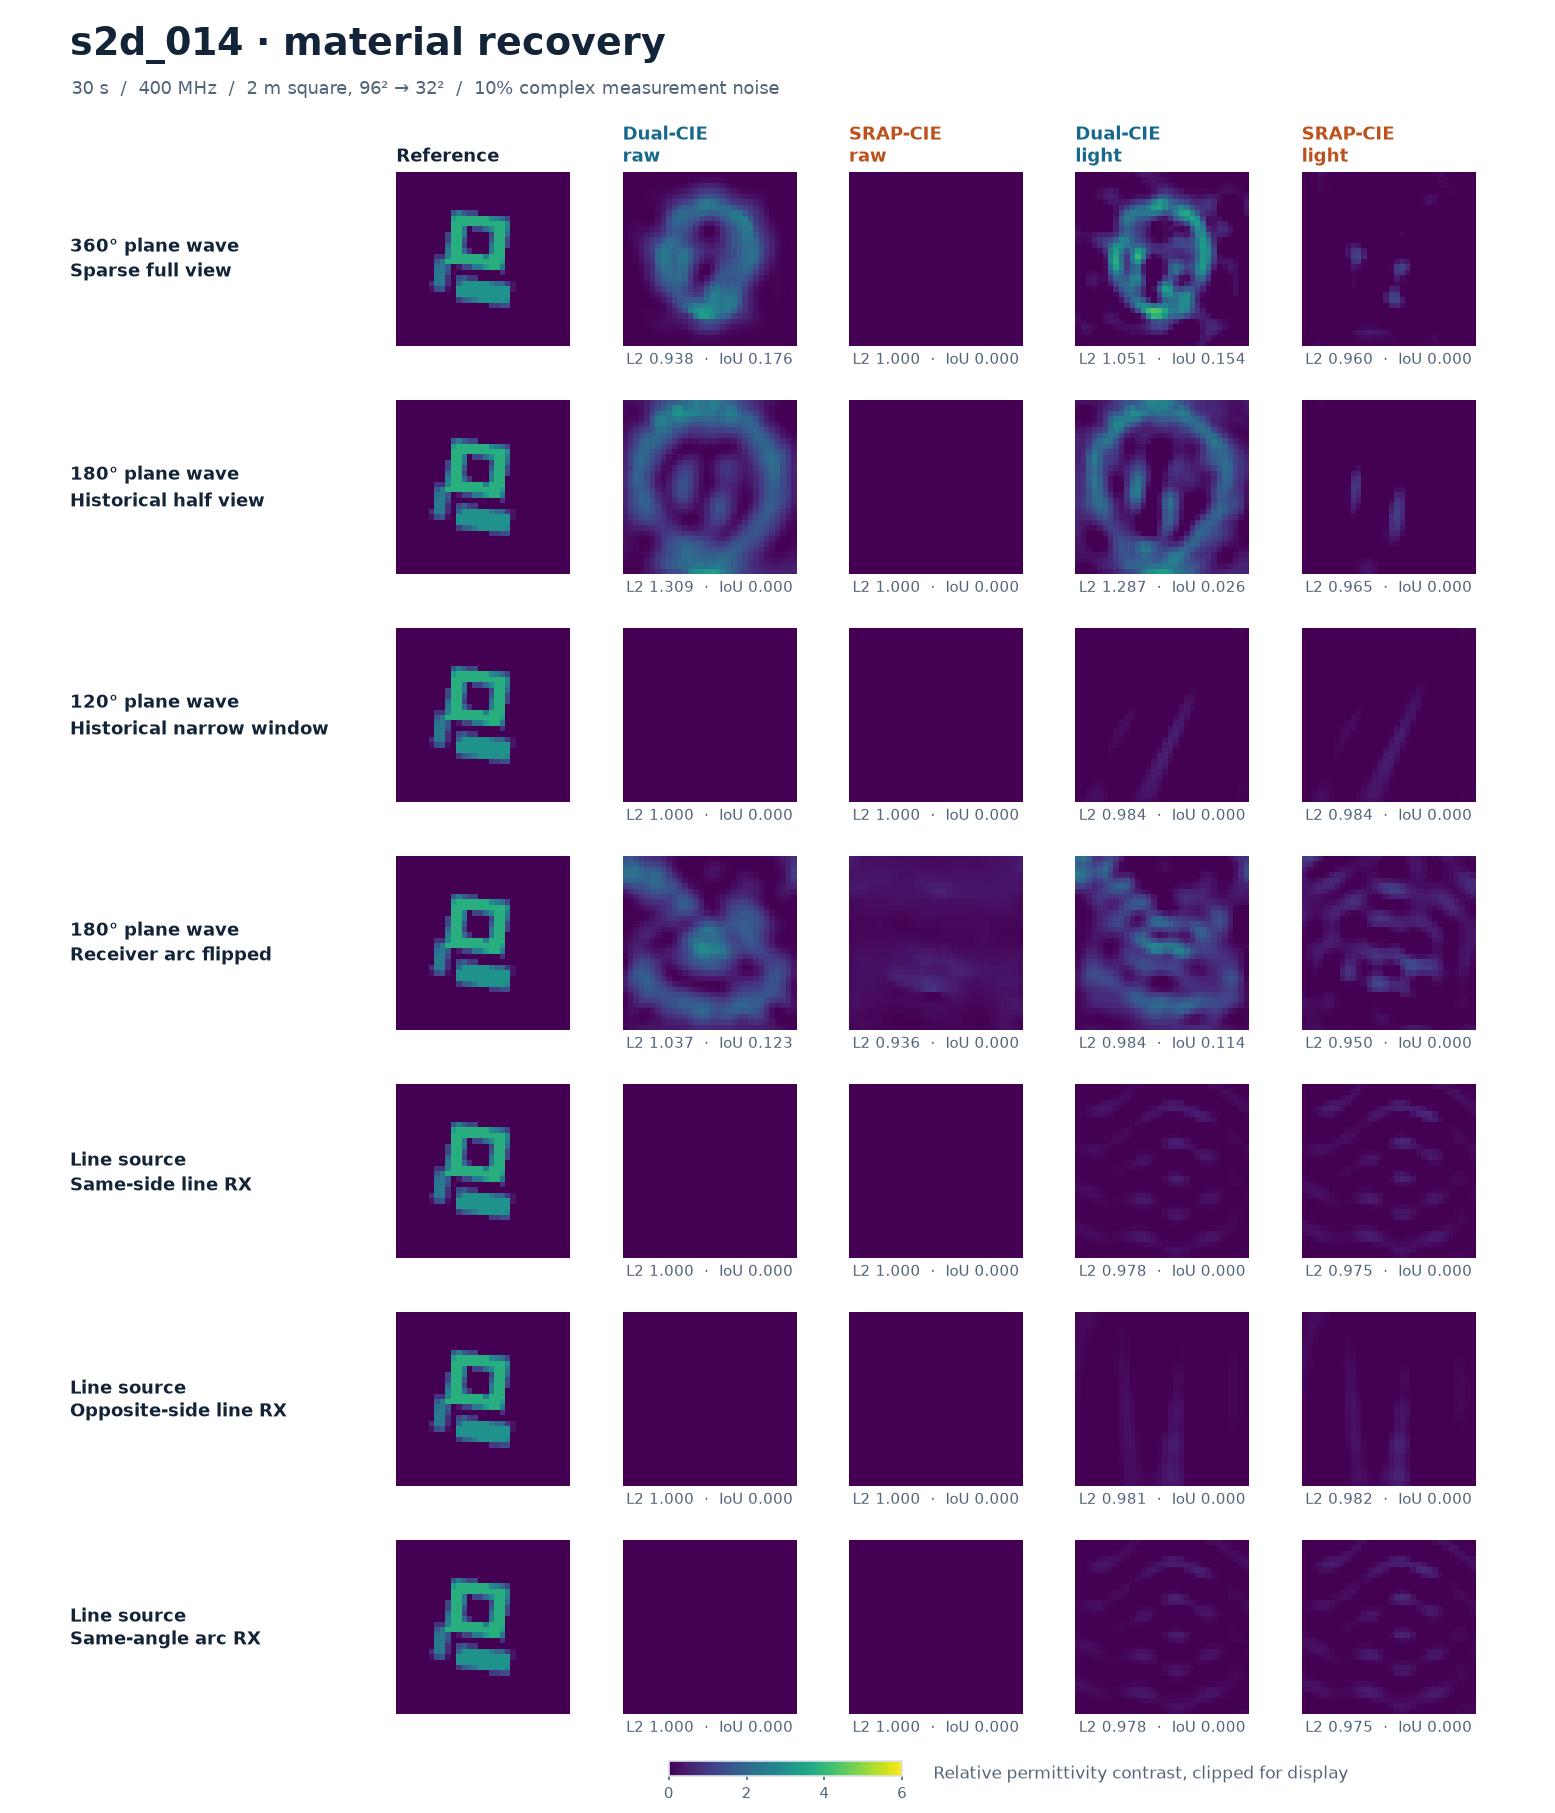 s2d_014 · material recovery
30 s / 400 MHz / 2 m square, 96² → 32² / 10% complex measurement noise
Reference
Dual-CIE
raw
SRAP-CIE
raw
Dual-CIE
light
SRAP-CIE
light
360° plane wave
Sparse full view
L2 0.938 · IoU 0.176
L2 1.000 · IoU 0.000
L2 1.051 · IoU 0.154
L2 0.960 · IoU 0.000
180° plane wave
Historical half view
L2 1.309 · IoU 0.000
L2 1.000 · IoU 0.000
L2 1.287 · IoU 0.026
L2 0.965 · IoU 0.000
120° plane wave
Historical narrow window
L2 1.000 · IoU 0.000
L2 1.000 · IoU 0.000
L2 0.984 · IoU 0.000
L2 0.984 · IoU 0.000
180° plane wave
Receiver arc flipped
L2 1.037 · IoU 0.123
L2 0.936 · IoU 0.000
L2 0.984 · IoU 0.114
L2 0.950 · IoU 0.000
Line source
Same-side line RX
L2 1.000 · IoU 0.000
L2 1.000 · IoU 0.000
L2 0.978 · IoU 0.000
L2 0.975 · IoU 0.000
Line source
Opposite-side line RX
L2 1.000 · IoU 0.000
L2 1.000 · IoU 0.000
L2 0.981 · IoU 0.000
L2 0.982 · IoU 0.000
Line source
Same-angle arc RX
L2 1.000 · IoU 0.000
L2 1.000 · IoU 0.000
L2 0.978 · IoU 0.000
L2 0.975 · IoU 0.000
0 2 4 6
Relative permittivity contrast, clipped for display